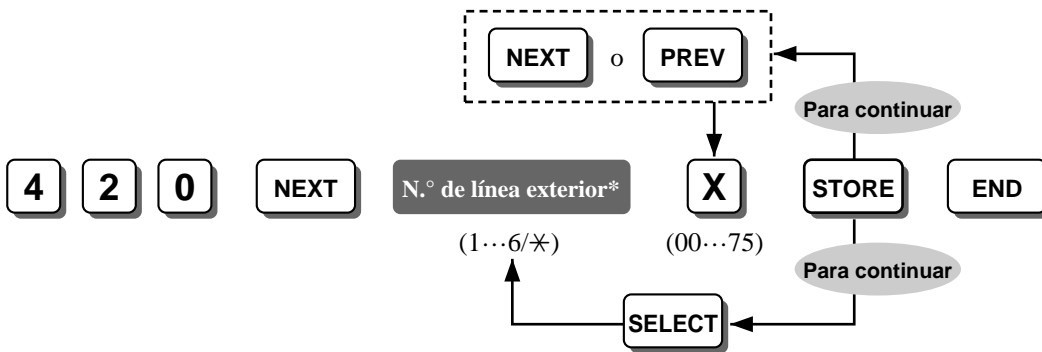 NEXT o PREV
Para continuar
4 2 0 NEXT N.° de línea exterior* X STORE END
(1···6/✳) (00···75)
Para continuar
SELECT